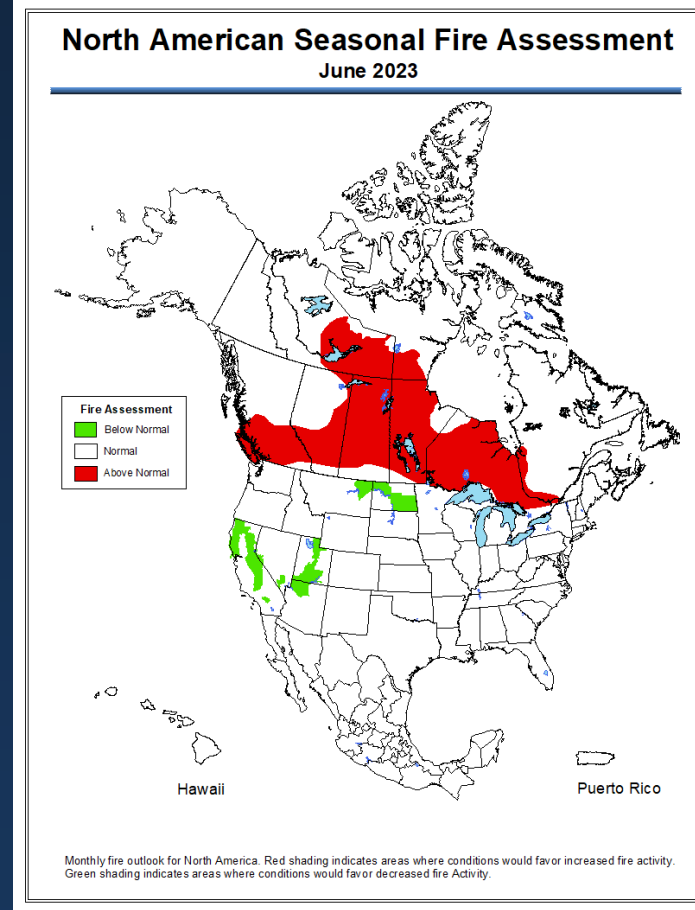 North American Seasonal Fire Assessment
June 2023
Fire Assessment
Below Normal
Normal
Above Normal
Hawaii
Puerto Rico
Monthly fire outlook for North America. Red shading indicates areas where conditions would favor increased fire activity.
Green shading indicates areas where conditions would favor decreased fire Activity.